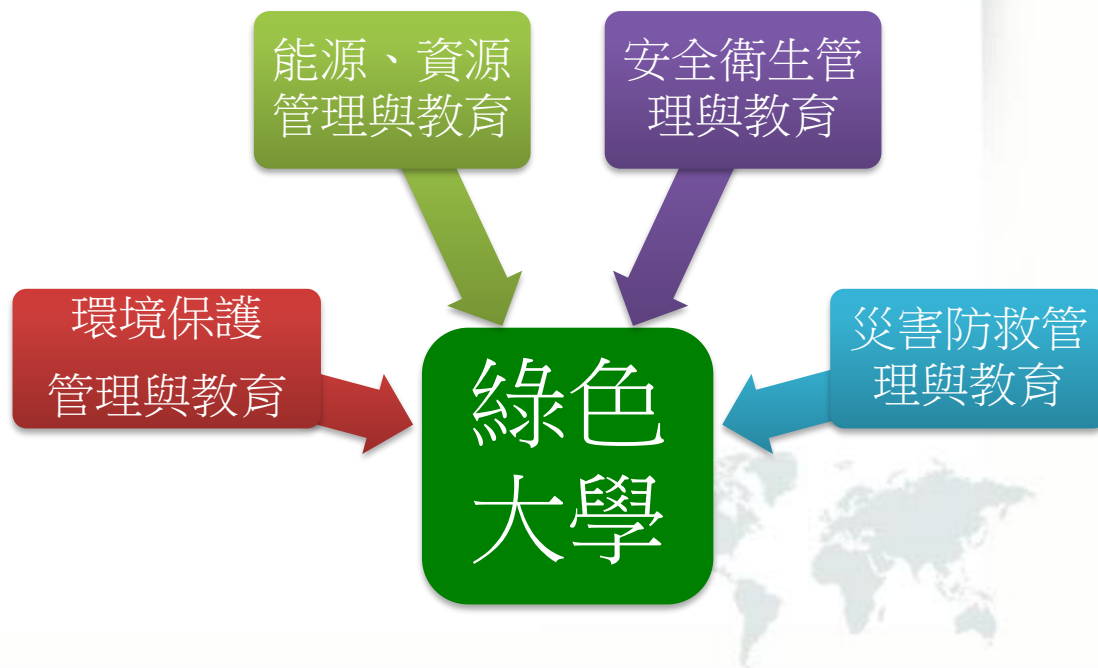 能源、資源
管理與教育
安全衛生管
理與教育
環境保護
管理與教育
災害防救管
理與教育
綠色
大學